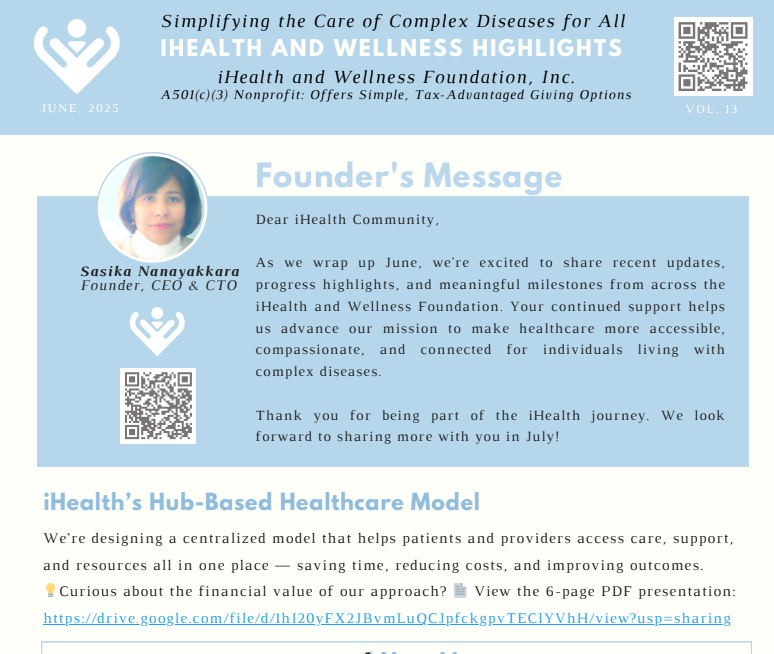 Simplifying the Care of Complex Diseases for All
IHEALTH AND WELLNESS HIGHLIGHTS
iHealth and Wellness Foundation, Inc.
A501(c)(3) Nonprofit: Offers Simple, Tax-Advantaged Giving Options
JUNE, 2025
VOL. 13
Founder's Message
Sasika Nanayakkara
Founder, CEO & CTO
Dear iHealth Community,
As we wrap up June, we're excited to share recent updates,
progress highlights, and meaningful milestones from across the
iHealth and Wellness Foundation. Your continued support helps
us advance our mission to make healthcare more accessible,
compassionate, and connected for individuals living with
complex diseases.
Thank you for being part of the iHealth journey. We look
forward to sharing more with you in July!
iHealth’s Hub-Based Healthcare Model
We’re designing a centralized model that helps patients and providers access care, support,
and resources all in one place — saving time, reducing costs, and improving outcomes.
💡Curious about the financial value of our approach? 📄 View the 6-page PDF presentation:
https://drive.google.com/file/d/1hI20yFX2JBvmLuQCJpfckgpvTECIYVhH/view?usp=sharing